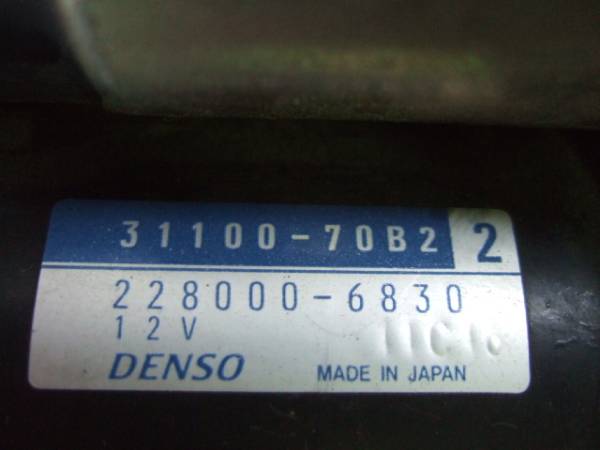 31100-70B2 2
228000-6830
12V
DENSO MADE IN JAPAN